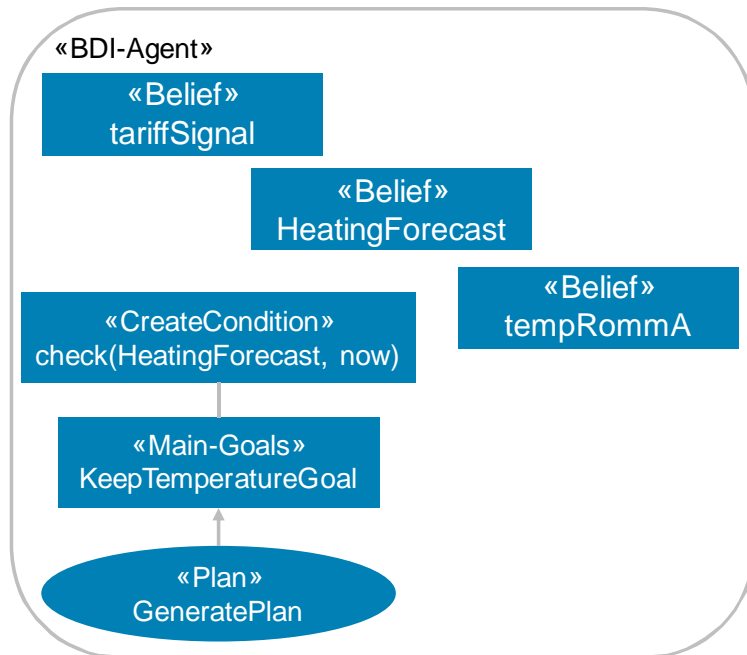 «BDI-Agent»
«Belief»
tariffSignal
«Belief»
HeatingForecast
«Belief»
tempRommA
«CreateCondition»
check(HeatingForecast, now)
«Main-Goals»
KeepTemperatureGoal
«Plan»
GeneratePlan